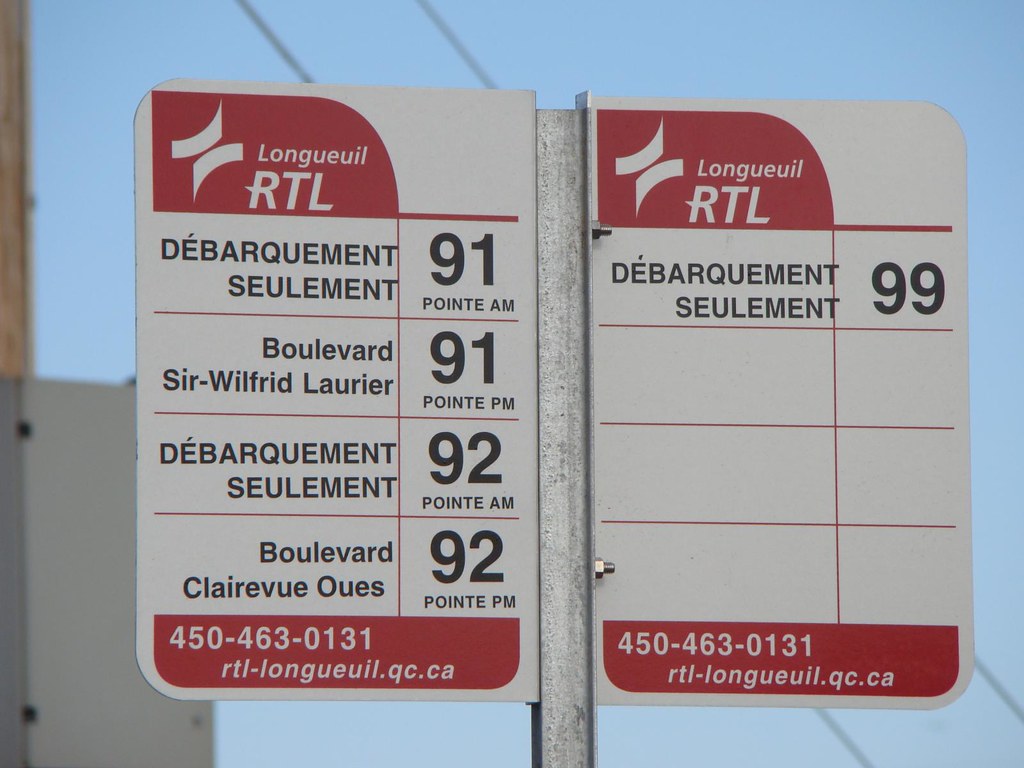 Longueuil
RTL
DÉBARQUEMENT
SEULEMENT
91
POINTE AM
Boulevard
Sir-Wilfrid Laurier
91
POINTE PM
DÉBARQUEMENT
SEULEMENT
92
POINTE AM
Boulevard
Clairevue Oues
92
POINTE PM
450-463-0131
rtl-longueuil.qc.ca
Longueuil
RTL
DÉBARQUEMENT
SEULEMENT
99
450-463-0131
rtl-longueuil.qc.ca